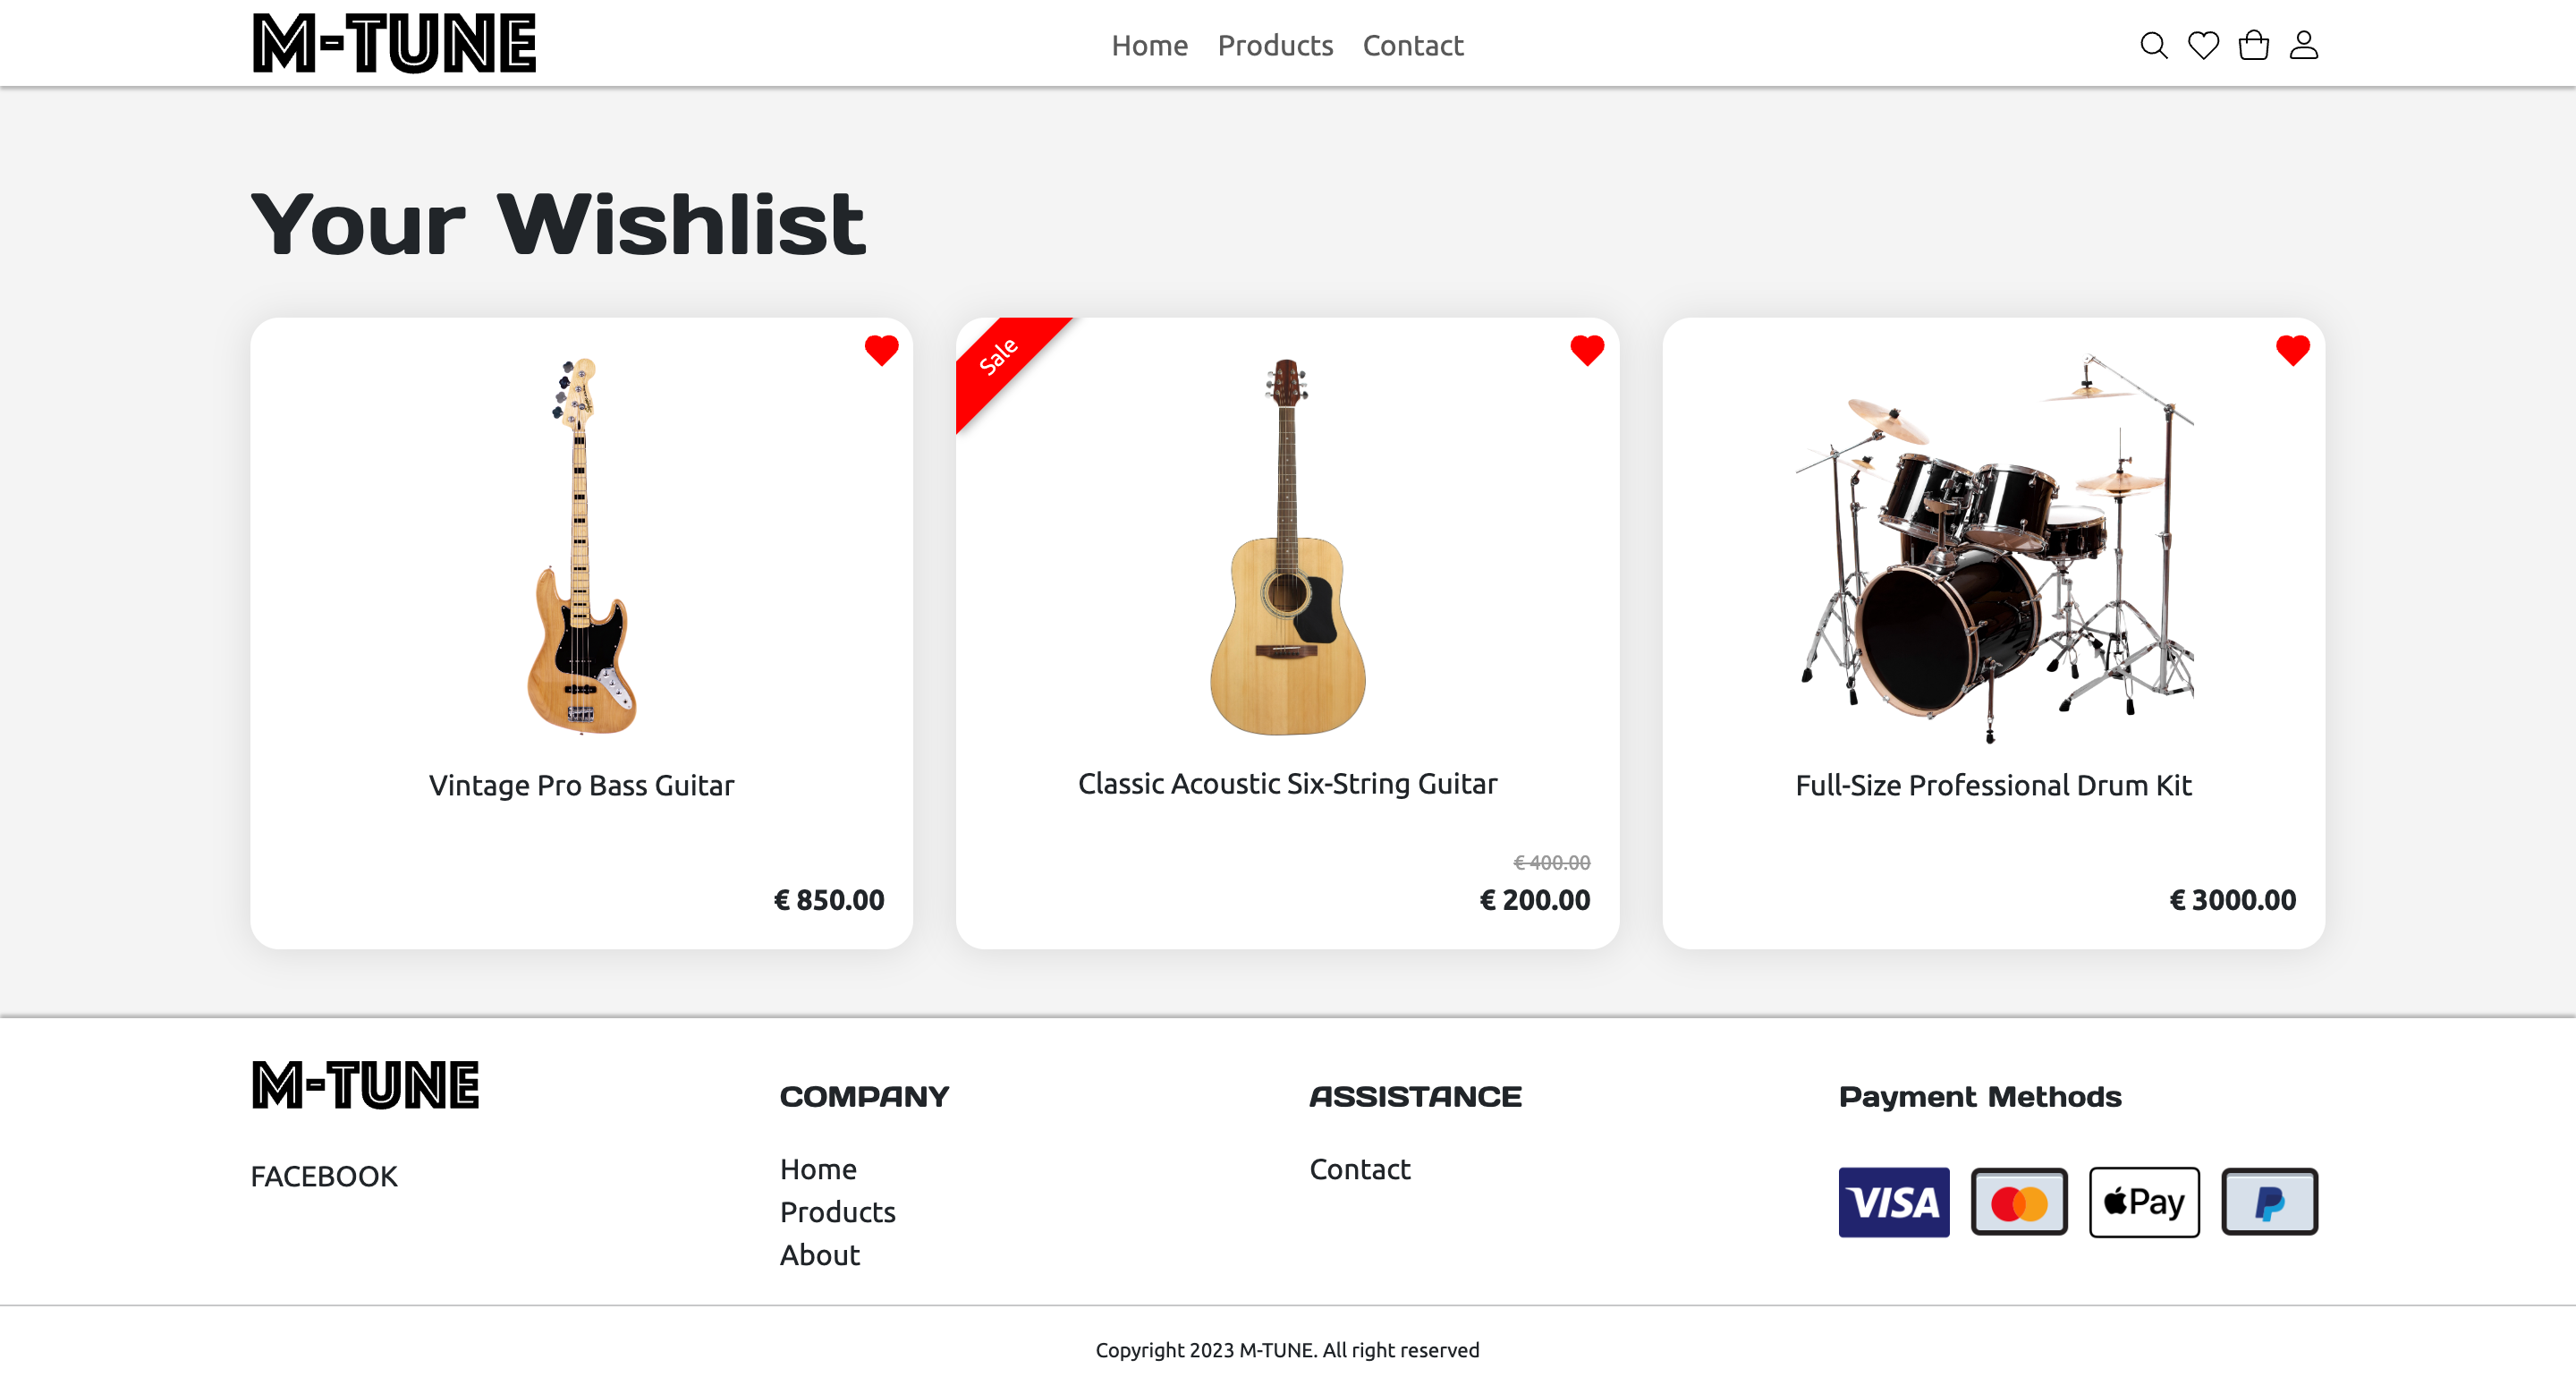 M-TUNE
Home Products Contact
Your Wishlist
Vintage Pro Bass Guitar
€ 850.00
Sale
Classic Acoustic Six-String Guitar
€ 400.00
€ 200.00
Full-Size Professional Drum Kit
€ 3000.00
M-TUNE
FACEBOOK
COMPANY
Home
Products
About
ASSISTANCE
Contact
Payment Methods
VISA
Pay
P
Copyright 2023 M-TUNE. All right reserved